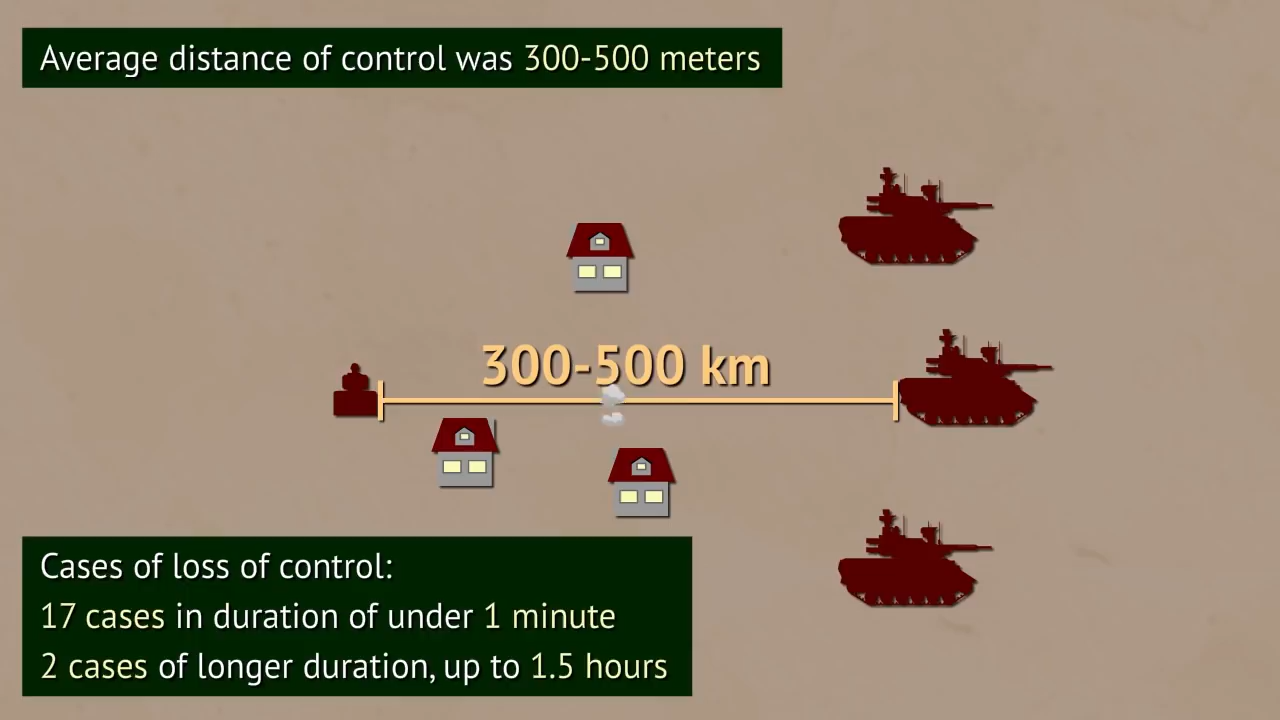 Average distance of control was 300-500 meters
300-500 km
Cases of loss of control:
17 cases in duration of under 1 minute
2 cases of longer duration, up to 1.5 hours